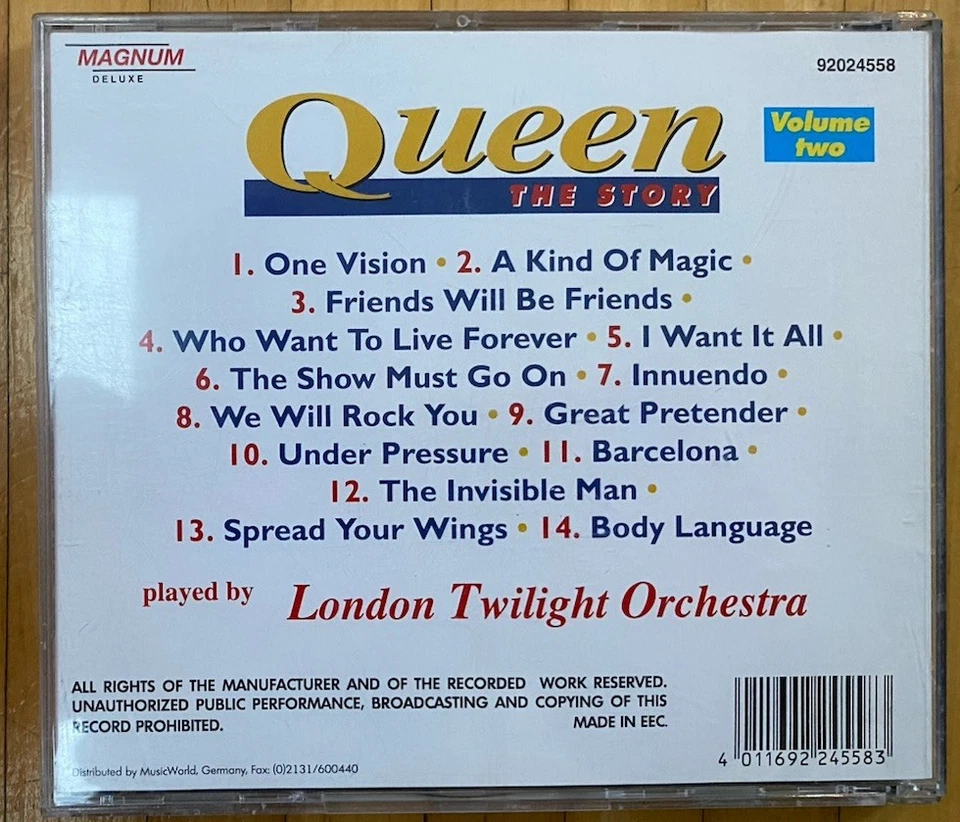 MAGNUM
DELUXE
92024558
Queen
THE STORY
Volume
two
1. One Vision • 2. A Kind Of Magic •
3. Friends Will Be Friends •
4. Who Want To Live Forever • 5. I Want It All •
6. The Show Must Go On • 7. Innuendo •
8. We Will Rock You • 9. Great Pretender •
10. Under Pressure • 11. Barcelona •
12. The Invisible Man •
13. Spread Your Wings • 14. Body Language
played by London Twilight Orchestra
ALL RIGHTS OF THE MANUFACTURER AND OF THE RECORDED WORK RESERVED.
UNAUTHORIZED PUBLIC PERFORMANCE, BROADCASTING AND COPYING OF THIS
RECORD PROHIBITED. MADE IN EEC.
Distributed by MusicWorld, Germany, Fax: (0)2131/600440
4 011692 245583